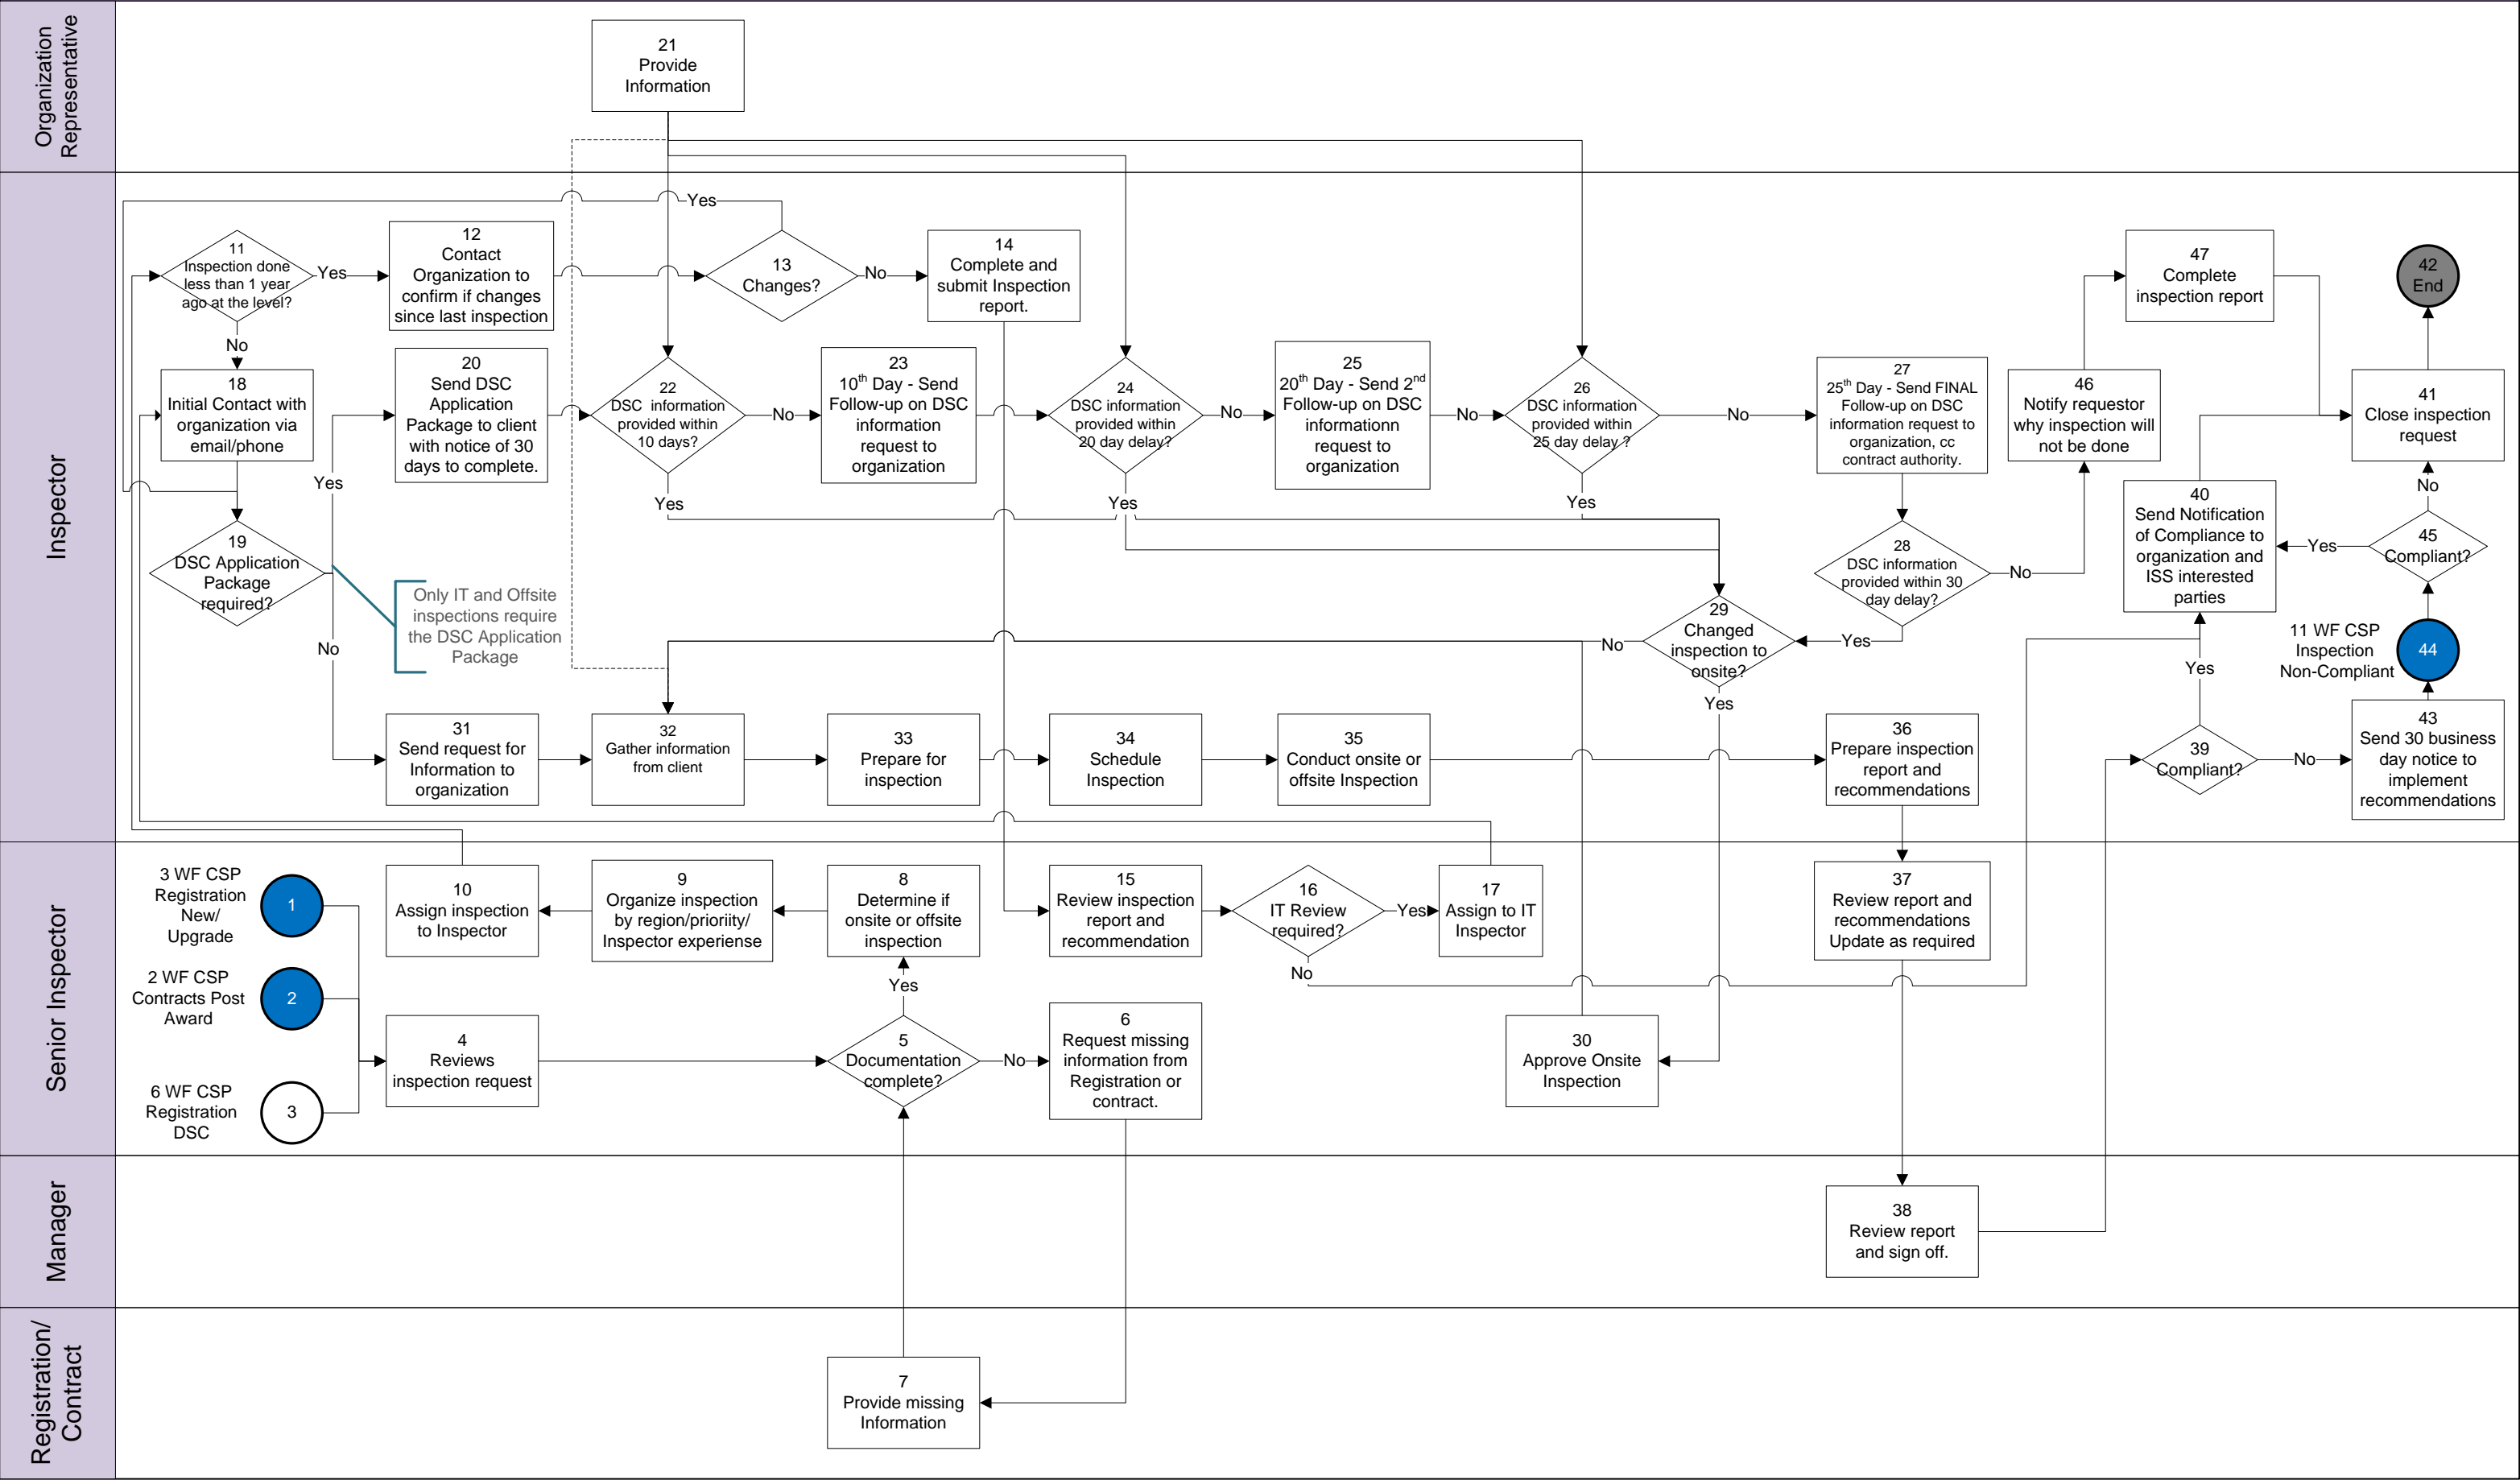 Organization
Representative
21
Provide
Information
Inspector
Yes
11
Inspection done
less than 1 year
ago at the level?
Yes
12
Contact
Organization to
confirm if changes
since last inspection
13
Changes?
No
14
Complete and
submit Inspection
report.
47
Complete
inspection report
42
End
No
18
Initial Contact with
organization via
email/phone
20
Send DSC
Application
Package to client
with notice of 30
days to complete.
22
DSC information
provided within
10 days?
No
23
10th Day - Send
Follow-up on DSC
information
request to
organization
24
DSC information
provided within
20 day delay?
No
25
20th Day - Send 2nd
Follow-up on DSC
informationn
request to
organization
No
26
DSC information
provided within
25 day delay ?
No
27
25th Day - Send FINAL
Follow-up on DSC
information request to
organization, cc
contract authority.
46
Notify requestor
why inspection will
not be done
41
Close inspection
request
Yes
Yes
Yes
Yes
No
19
DSC Application
Package
required?
Only IT and Offsite
inspections require
the DSC Application
Package
28
DSC information
provided within 30
day delay?
No
40
Send Notification
of Compliance to
organization and
ISS interested
parties
Yes
45
Compliant?
No
29
Changed
inspection to
onsite?
No
Yes
Yes
11 WF CSP
Inspection
Non-Compliant
44
Yes
31
Send request for
Information to
organization
32
Gather information
from client
33
Prepare for
inspection
34
Schedule
Inspection
35
Conduct onsite or
offsite Inspection
36
Prepare inspection
report and
recommendations
39
Compliant?
No
43
Send 30 business
day notice to
implement
recommendations
Senior Inspector
3 WF CSP
Registration
New/
Upgrade
1
10
Assign inspection
to Inspector
9
Organize inspection
by region/prioriity/
Inspector experiense
8
Determine if
onsite or offsite
inspection
15
Review inspection
report and
recommendation
16
IT Review
required?
Yes
17
Assign to IT
Inspector
37
Review report and
recommendations
Update as required
No
2 WF CSP
Contracts Post
Award
2
Yes
4
Reviews
inspection request
5
Documentation
complete?
No
6
Request missing
information from
Registration or
contract.
30
Approve Onsite
Inspection
6 WF CSP
Registration
DSC
3
Manager
38
Review report
and sign off.
Registration/
Contract
7
Provide missing
Information